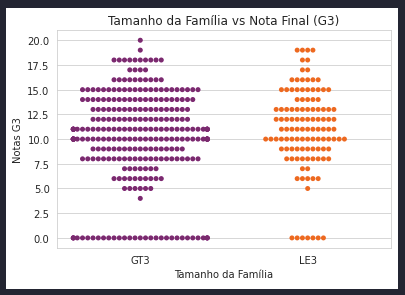 Tamanho da Família vs Nota Final (G3)
20.0
17.5
15.0
12.5
10.0
7.5
5.0
2.5
0.0
Notas G3
GT3
LE3
Tamanho da Família